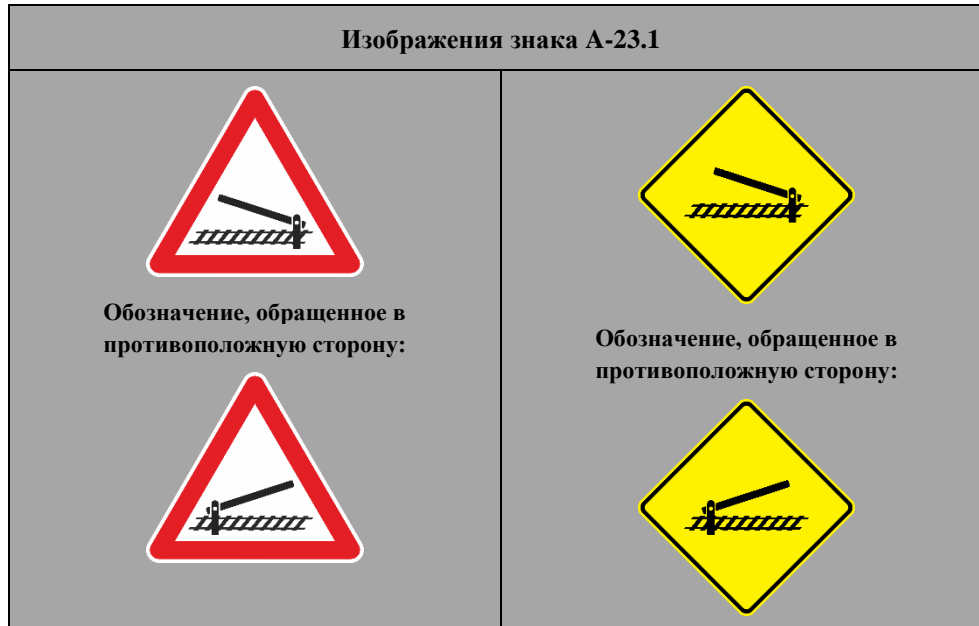 Изображения знака А-23.1
Обозначение, обращенное в
противоположную сторону:
Обозначение, обращенное в
противоположную сторону: